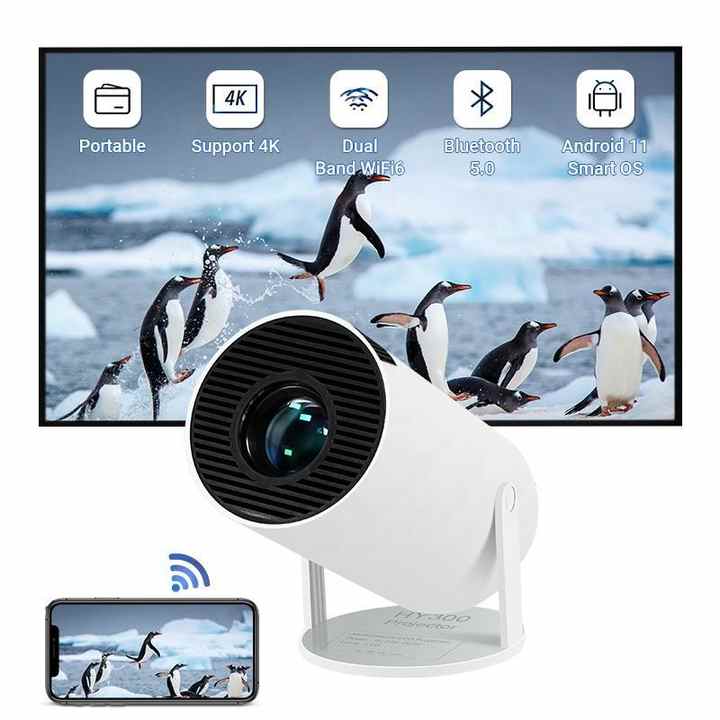 4K
Portable
Support 4K
Dual
Band WiFi6
Bluetooth
5.0
Android 11
Smart OS
HY300
Projector